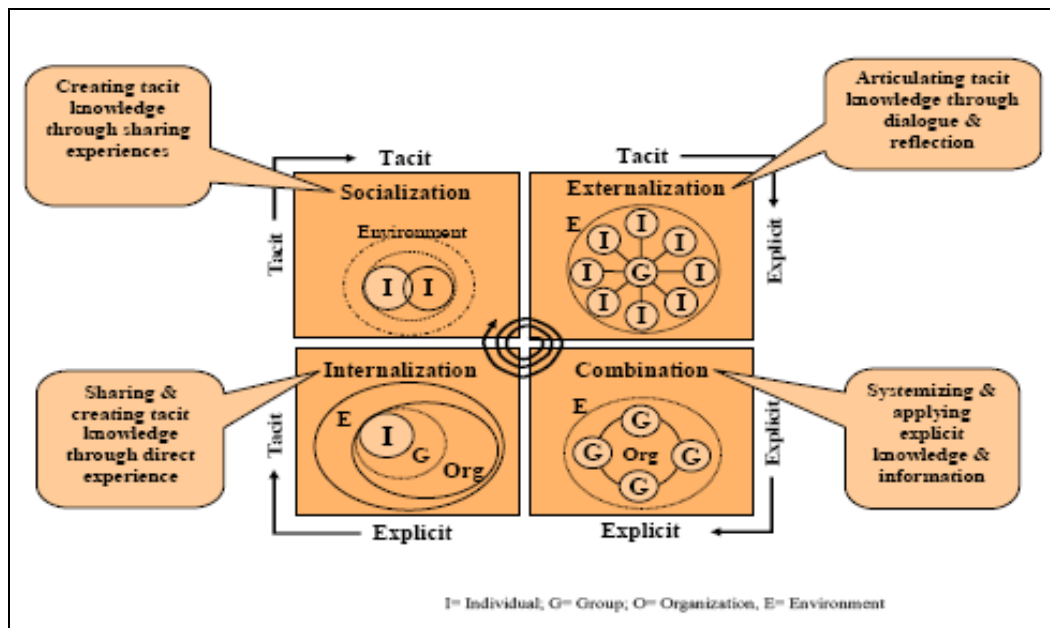 Creating tacit
knowledge
through sharing
experiences
Articulating tacit
knowledge through
dialogue &
reflection
Tacit
Tacit
Tacit
Socialization
Environment
I I
Externalization
E
I
I
I
I
G
I
I
I
I
Explicit
Sharing &
creating tacit
knowledge
through direct
experience
Tacit
Internalization
E
I
G
Org
Explicit
Combination
E
G
G
Org
G
G
Explicit
Explicit
Systemizing &
applying
explicit
knowledge &
information
I= Individual; G= Group; O= Organization, E= Environment